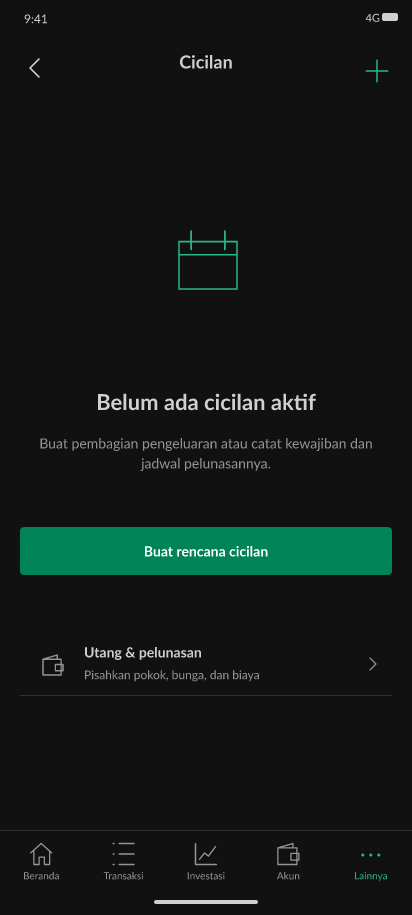 9:41
4G
Cicilan
Belum ada cicilan aktif
Buat pembagian pengeluaran atau catat kewajiban dan
jadwal pelunasannya.
Buat rencana cicilan
Utang & pelunasan
Pisahkan pokok, bunga, dan biaya
Beranda
Transaksi
Investasi
Akun
Lainnya